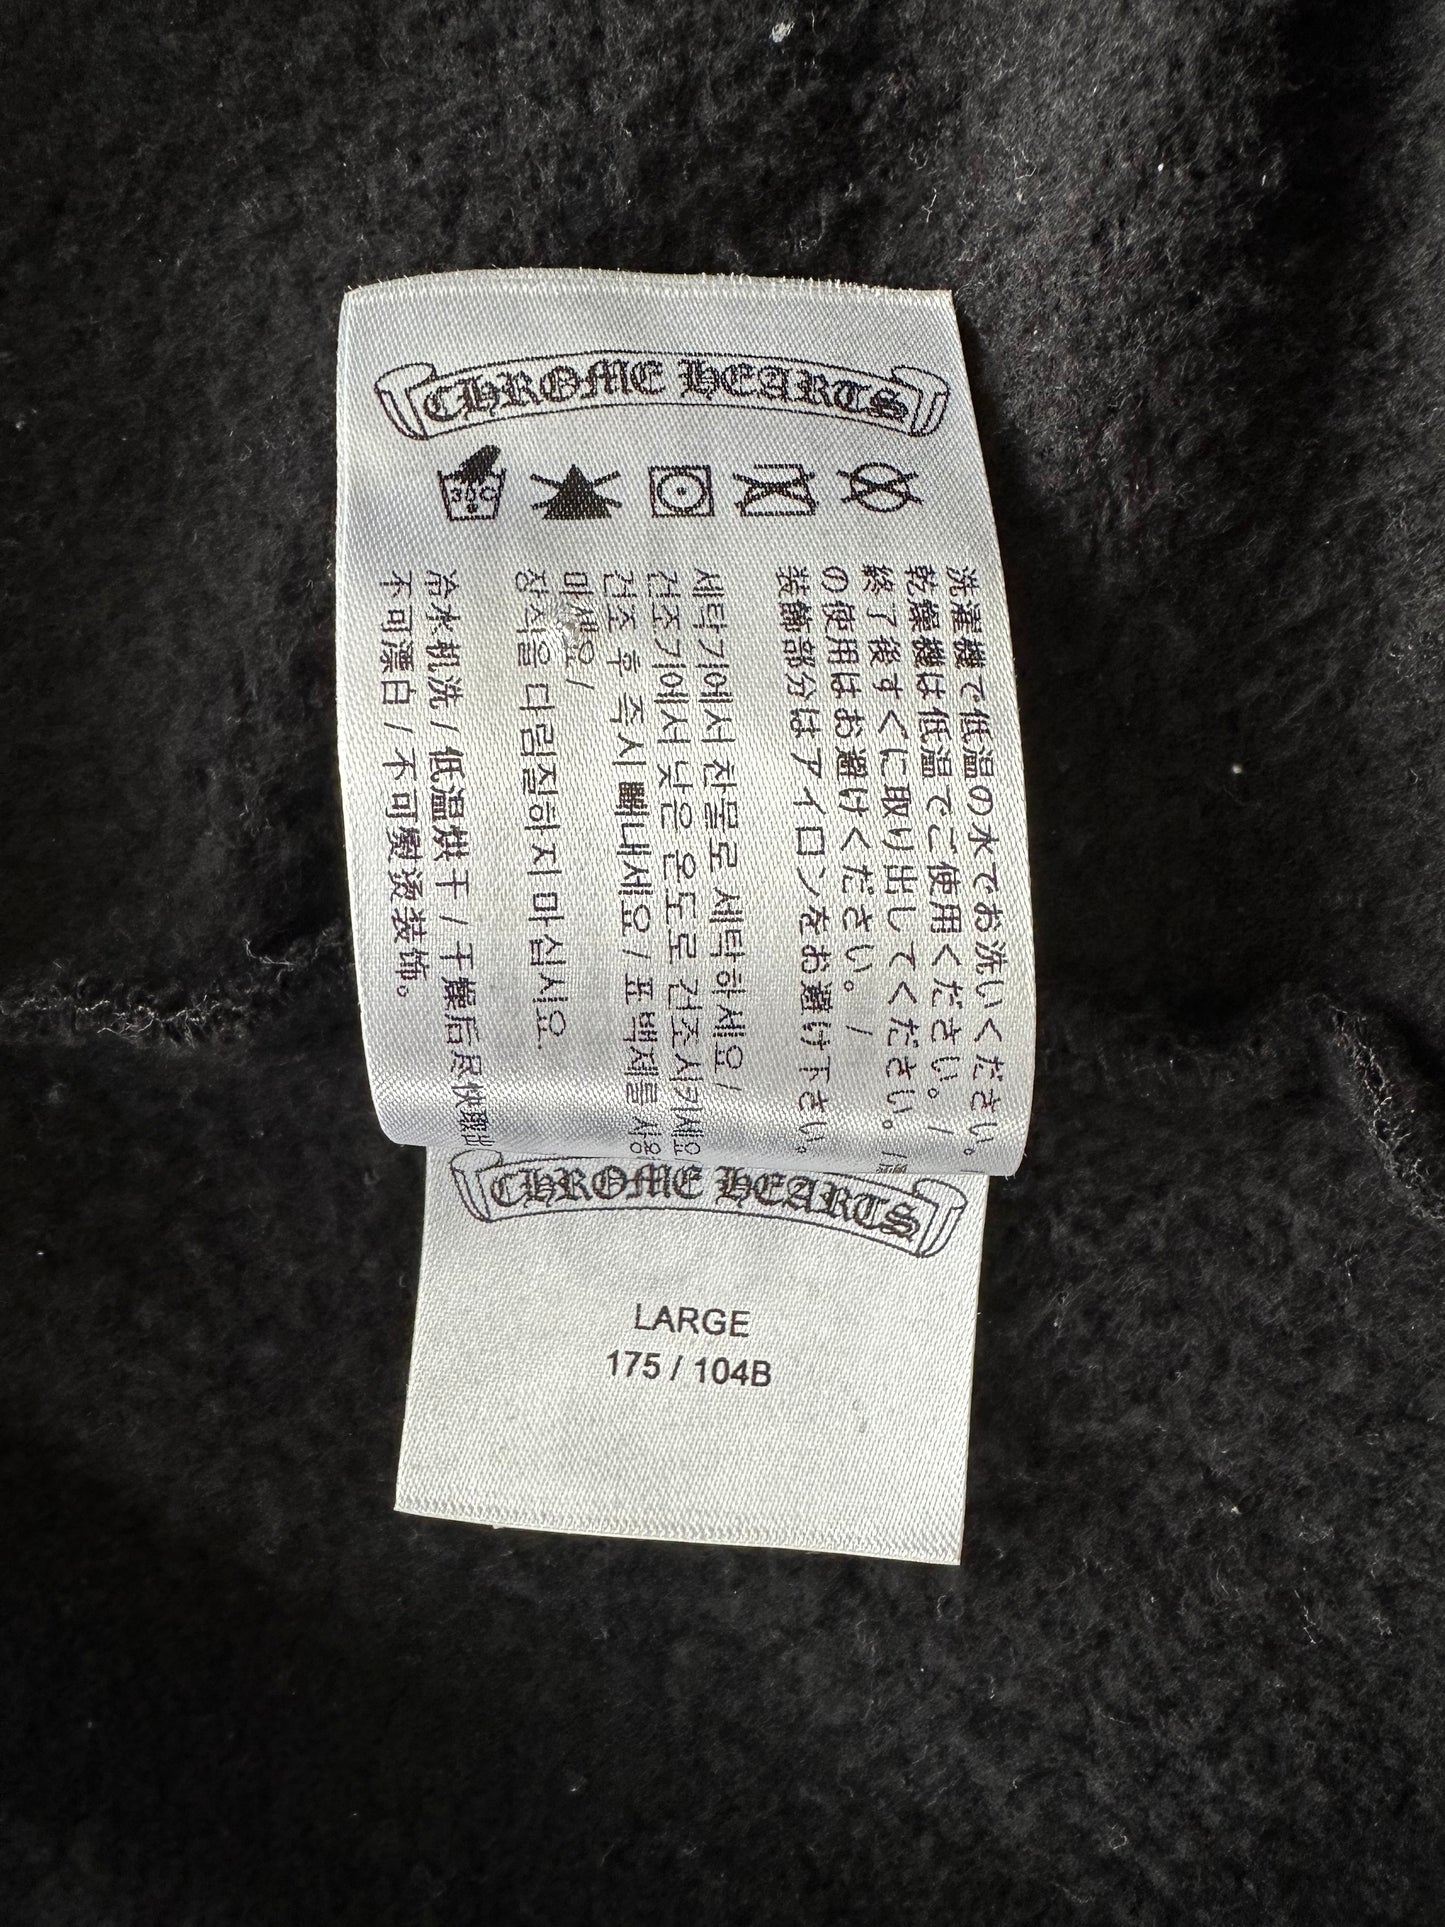 CHROME HEARTS
30C
洗濯機で低温の水でお洗いください。
乾燥機は低温でご使用ください。/
終了後すぐに取り出してください。/
の使用はお避けください。/
装飾部分はアイロンをお避け下さい。
세탁기에서 찬물로 세탁하세요 /
건조기에서 낮은 온도로 건조시키세요
건조 후 즉시 빼내세요 / 표백제를 사용
마세요 /
장식을 다림질하지 마십시요.
冷水机洗 / 低温烘干 / 干燥后尽快取出
不可漂白 / 不可熨烫装饰。
CHROME HEARTS
LARGE
175 / 104B